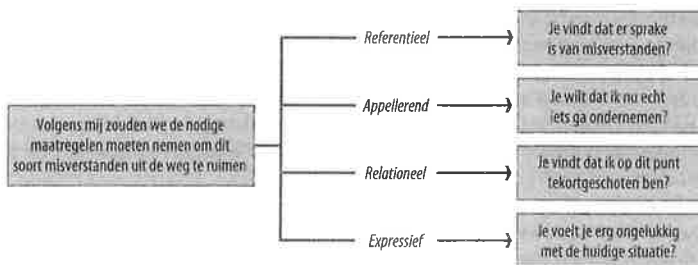 Volgens mij zouden we de nodige
maatregelen moeten nemen om dit
soort misverstanden uit de weg te ruimen
Referentieel
Je vindt dat er sprake
is van misverstanden?
Appellerend
Je wilt dat ik nu echt
iets ga ondernemen?
Relationeel
Je vindt dat ik op dit punt
tekortgeschoten ben?
Expressief
Je voelt je erg ongelukkig
met de huidige situatie?